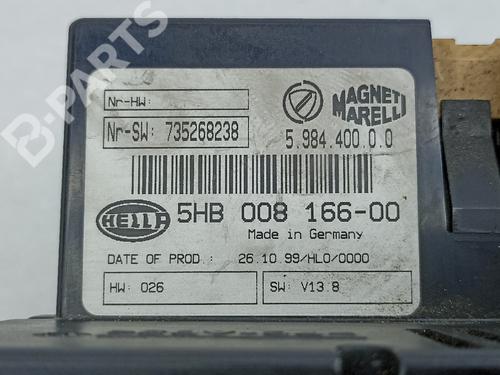 B-PARTS
Nr-HW:
Nr-SW: 735268238
MAGNETI MARELLI
5.984.400.0.0
HELLA
5HB 008 166-00
Made in Germany
DATE OF PROD.: 26.10.99/HLO/0000
HW: 026
SW: V13.8